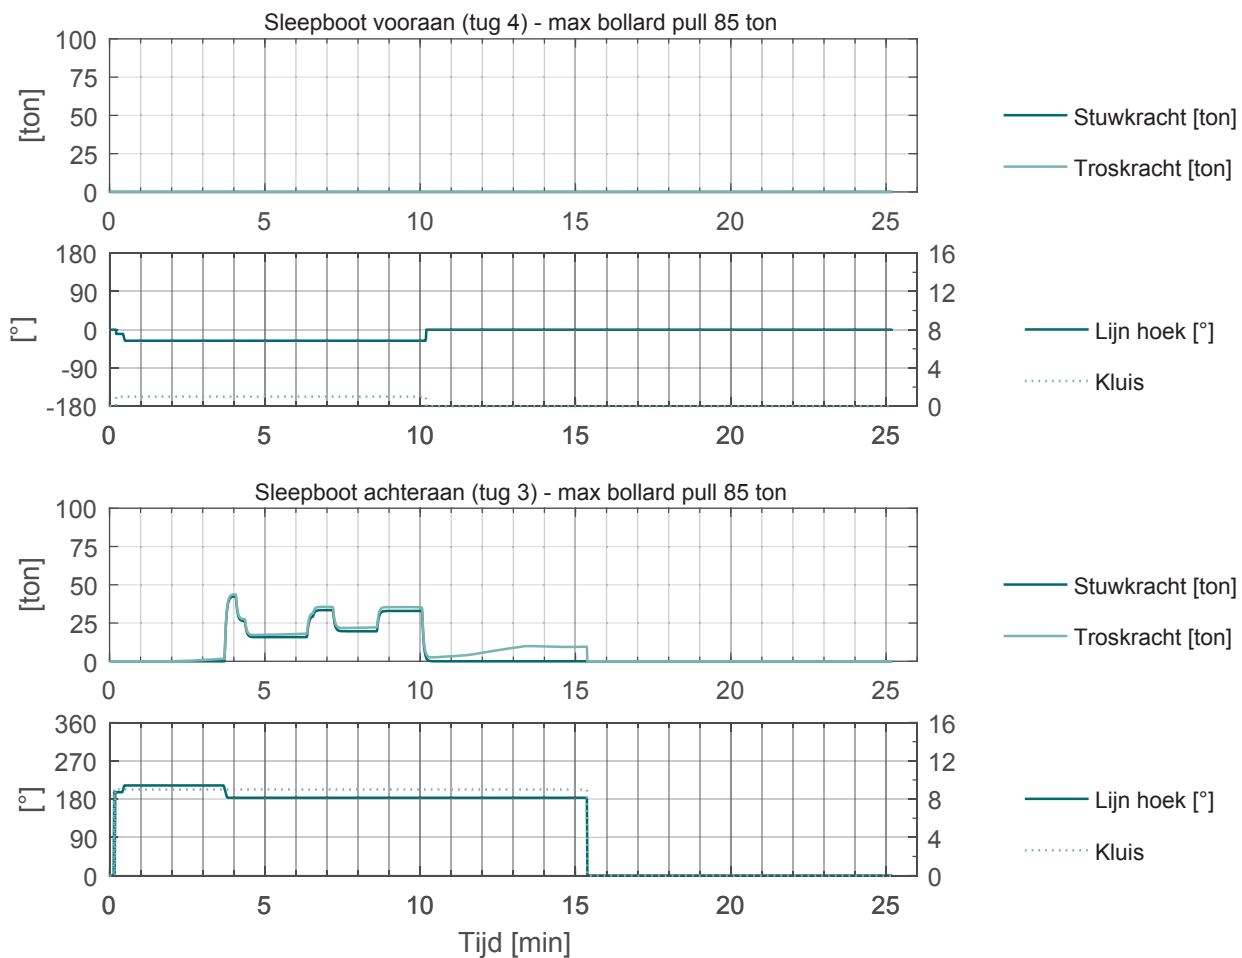 Sleepboot vooraan (tug 4) - max bollard pull 85 ton
100
75
50
25
0
[ton]
0 5 10 15 20 25
Stuwkracht [ton]
Troskracht [ton]
180
90
0
-90
-180
[°]
16
12
8
4
0
0 5 10 15 20 25
Lijn hoek [°]
Kluis
Sleepboot achteraan (tug 3) - max bollard pull 85 ton
100
75
50
25
0
[ton]
0 5 10 15 20 25
Stuwkracht [ton]
Troskracht [ton]
360
270
180
90
0
[°]
16
12
8
4
0
0 5 10 15 20 25
Tijd [min]
Lijn hoek [°]
Kluis